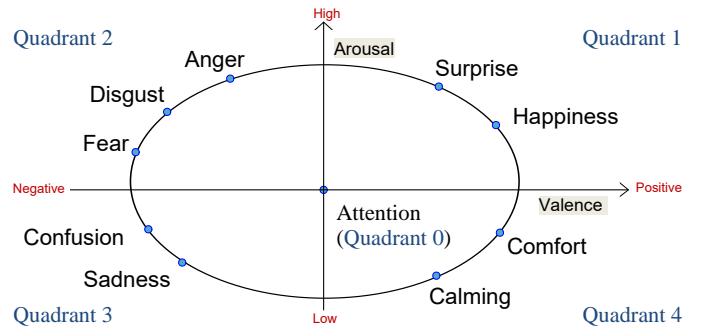 High
Quadrant 2
Quadrant 1
Arousal
Anger
Surprise
Disgust
Happiness
Fear
Negative
Positive
Valence
Attention
(Quadrant 0)
Confusion
Comfort
Sadness
Calming
Quadrant 3
Low
Quadrant 4